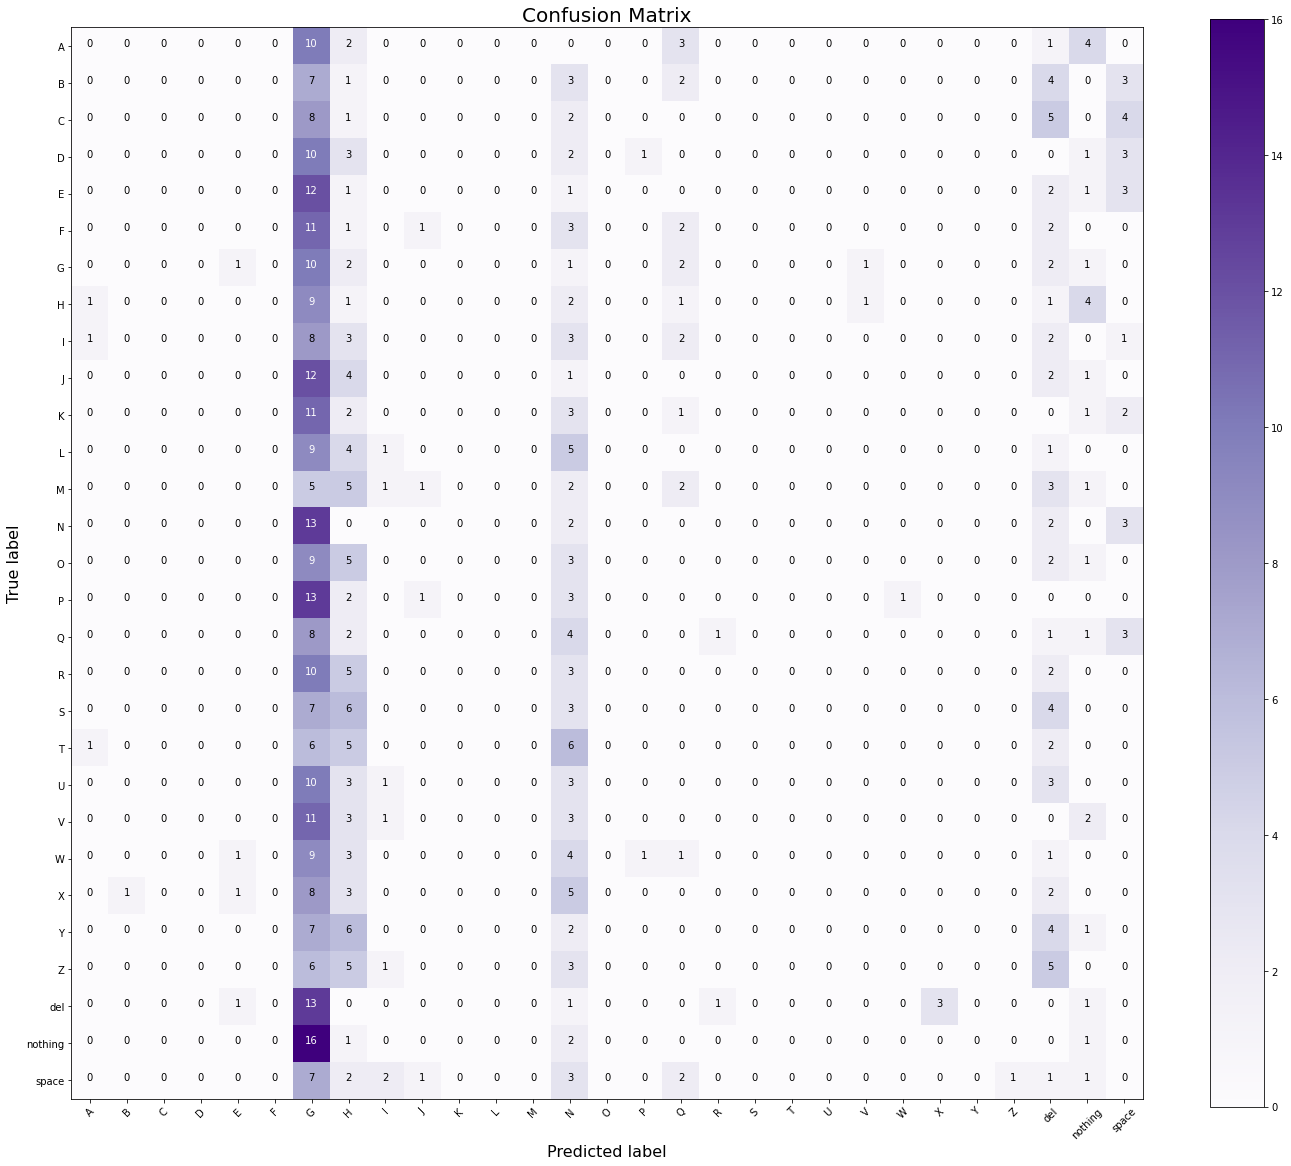 Confusion Matrix
A 0 0 0 0 0 0 10 2 0 0 0 0 0 0 0 0 3 0 0 0 0 0 0 0 0 0 1 4 0
B 0 0 0 0 0 0 7 1 0 0 0 0 0 3 0 0 2 0 0 0 0 0 0 0 0 0 4 0 3
C 0 0 0 0 0 0 8 1 0 0 0 0 0 2 0 0 0 0 0 0 0 0 0 0 0 0 5 0 4
D 0 0 0 0 0 0 10 3 0 0 0 0 0 2 0 1 0 0 0 0 0 0 0 0 0 0 0 1 3
E 0 0 0 0 0 0 12 1 0 0 0 0 0 1 0 0 0 0 0 0 0 0 0 0 0 0 2 1 3
F 0 0 0 0 0 0 11 1 0 1 0 0 0 3 0 0 2 0 0 0 0 0 0 0 0 0 2 0 0
G 0 0 0 0 1 0 10 2 0 0 0 0 0 1 0 0 2 0 0 0 0 1 0 0 0 0 2 1 0
H 1 0 0 0 0 0 9 1 0 0 0 0 0 2 0 0 1 0 0 0 0 1 0 0 0 0 1 4 0
I 1 0 0 0 0 0 8 3 0 0 0 0 0 3 0 0 2 0 0 0 0 0 0 0 0 0 2 0 1
J 0 0 0 0 0 0 12 4 0 0 0 0 0 1 0 0 0 0 0 0 0 0 0 0 0 0 2 1 0
K 0 0 0 0 0 0 11 2 0 0 0 0 0 3 0 0 1 0 0 0 0 0 0 0 0 0 0 1 2
L 0 0 0 0 0 0 9 4 1 0 0 0 0 5 0 0 0 0 0 0 0 0 0 0 0 0 1 0 0
M 0 0 0 0 0 0 5 5 1 1 0 0 0 2 0 0 2 0 0 0 0 0 0 0 0 0 3 1 0
N 0 0 0 0 0 0 13 0 0 0 0 0 0 2 0 0 0 0 0 0 0 0 0 0 0 0 2 0 3
O 0 0 0 0 0 0 9 5 0 0 0 0 0 3 0 0 0 0 0 0 0 0 0 0 0 0 2 1 0
P 0 0 0 0 0 0 13 2 0 1 0 0 0 3 0 0 0 0 0 0 0 0 1 0 0 0 0 0 0
Q 0 0 0 0 0 0 8 2 0 0 0 0 0 4 0 0 0 1 0 0 0 0 0 0 0 0 1 1 3
R 0 0 0 0 0 0 10 5 0 0 0 0 0 3 0 0 0 0 0 0 0 0 0 0 0 0 2 0 0
S 0 0 0 0 0 0 7 6 0 0 0 0 0 3 0 0 0 0 0 0 0 0 0 0 0 0 4 0 0
T 1 0 0 0 0 0 6 5 0 0 0 0 0 6 0 0 0 0 0 0 0 0 0 0 0 0 2 0 0
U 0 0 0 0 0 0 10 3 1 0 0 0 0 3 0 0 0 0 0 0 0 0 0 0 0 0 3 0 0
V 0 0 0 0 0 0 11 3 1 0 0 0 0 3 0 0 0 0 0 0 0 0 0 0 0 0 0 2 0
W 0 0 0 0 1 0 9 3 0 0 0 0 0 4 0 1 1 0 0 0 0 0 0 0 0 0 1 0 0
X 0 1 0 0 1 0 8 3 0 0 0 0 0 5 0 0 0 0 0 0 0 0 0 0 0 0 2 0 0
Y 0 0 0 0 0 0 7 6 0 0 0 0 0 2 0 0 0 0 0 0 0 0 0 0 0 0 4 1 0
Z 0 0 0 0 0 0 6 5 1 0 0 0 0 3 0 0 0 0 0 0 0 0 0 0 0 0 5 0 0
del 0 0 0 0 1 0 13 0 0 0 0 0 0 1 0 0 0 1 0 0 0 0 0 3 0 0 0 1 0
nothing 0 0 0 0 0 0 16 1 0 0 0 0 0 2 0 0 0 0 0 0 0 0 0 0 0 0 0 1 0
space 0 0 0 0 0 0 7 2 2 1 0 0 0 3 0 0 2 0 0 0 0 0 0 0 0 1 1 1 0
A B C D E F G H I J K L M N O P Q R S T U V W X Y Z del nothing space
Predicted label
True label
16
14
12
10
8
6
4
2
0